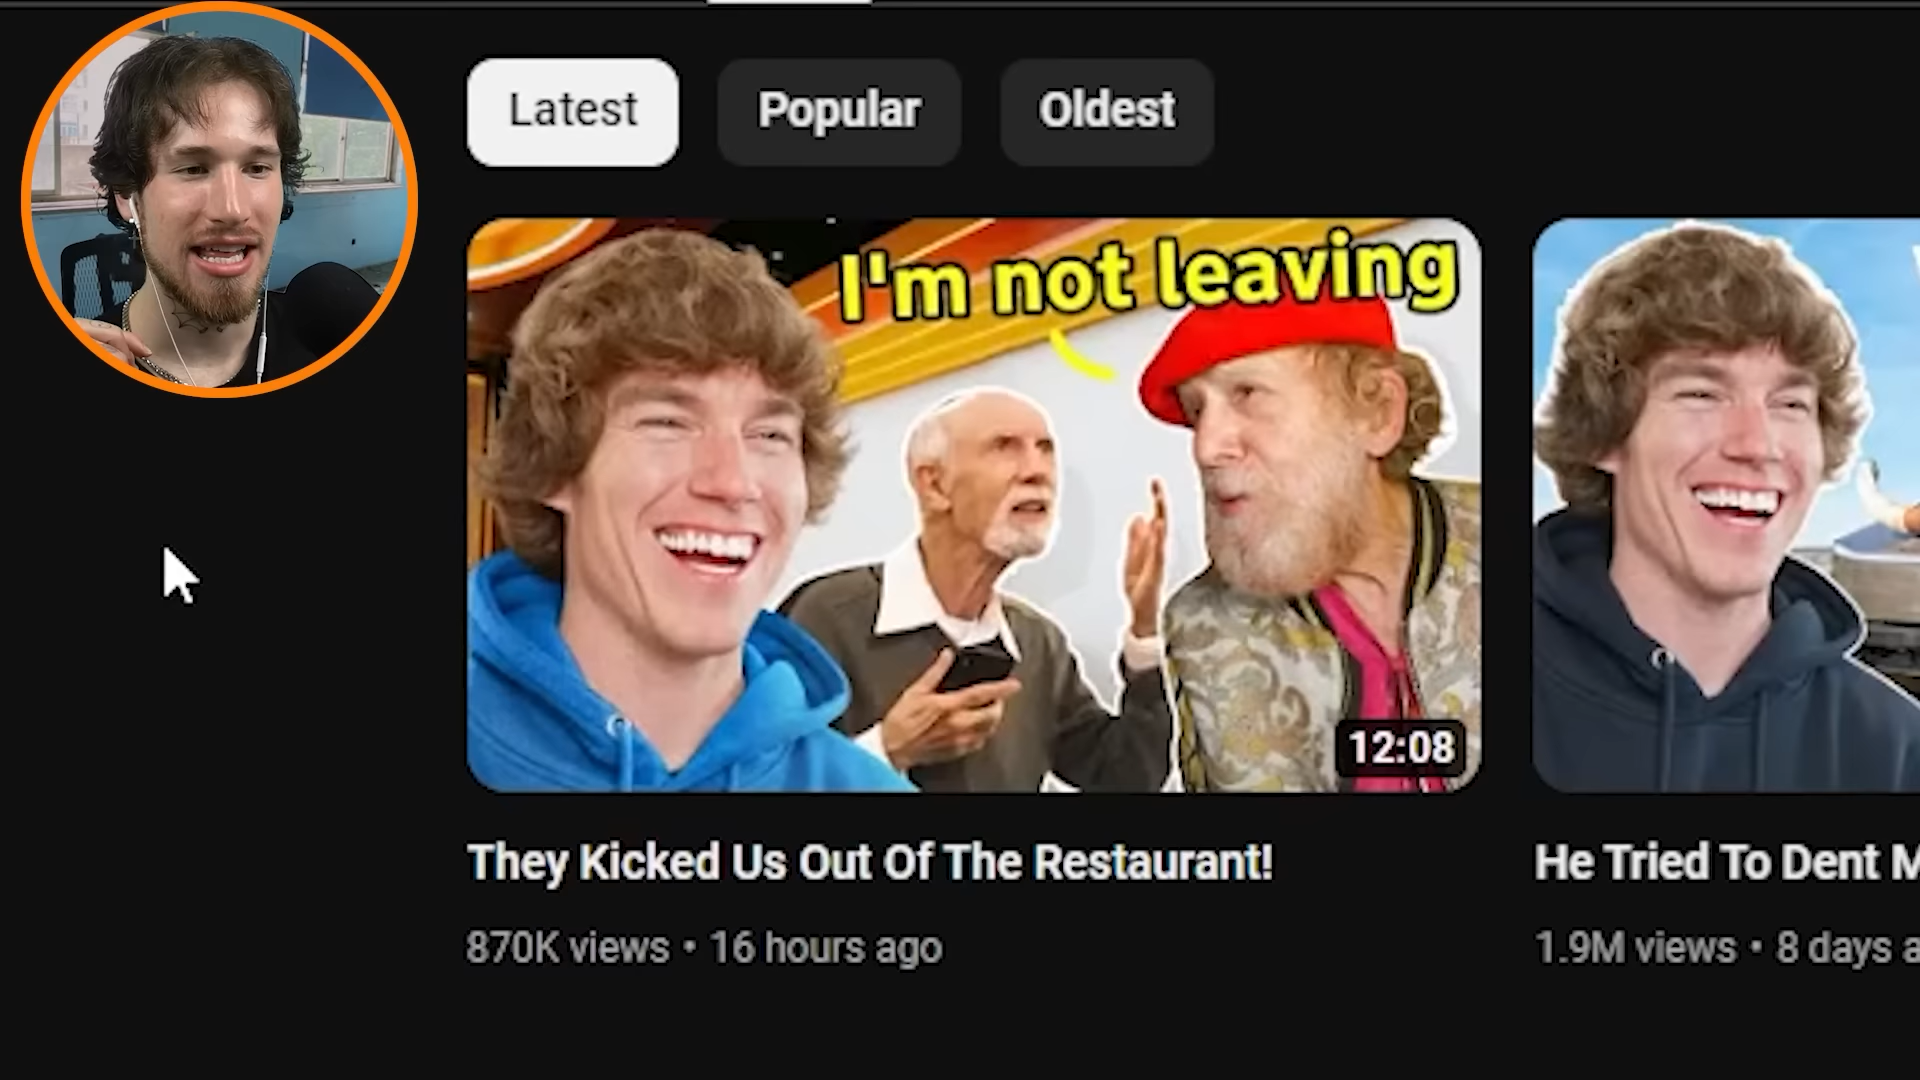 Latest
Popular
Oldest
I'm not leaving
12:08
They Kicked Us Out Of The Restaurant!
870K views • 16 hours ago
He Tried To Dent M
1.9M views • 8 days a